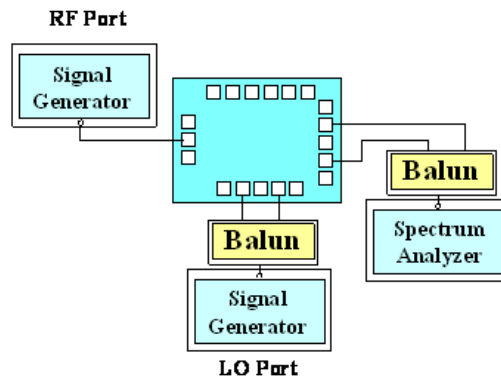 RF Port
Signal
Generator
Balun
Spectrum
Analyzer
Balun
Signal
Generator
LO Port